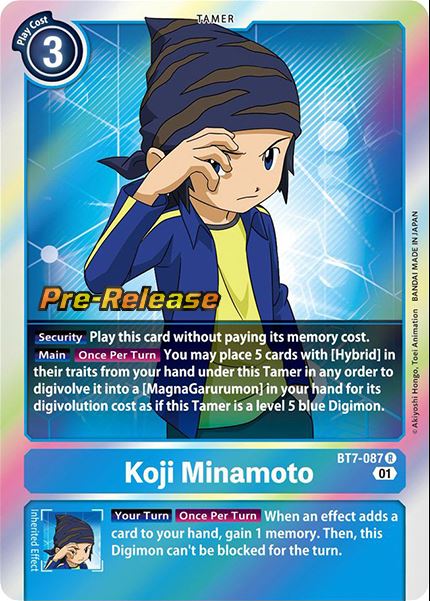 TAMER
Play Cost
3
Pre-Release
Security Play this card without paying its memory cost.
Main Once Per Turn You may place 5 cards with [Hybrid] in
their traits from your hand under this Tamer in any order to
digivolve it into a [MagnaGarurumon] in your hand for its
digivolution cost as if this Tamer is a level 5 blue Digimon.
©Akiyoshi Hongo, Toei Animation BANDAI MADE IN JAPAN
BT7-087 R
Koji Minamoto
01
Inherited Effect
Your Turn Once Per Turn When an effect adds a
card to your hand, gain 1 memory. Then, this
Digimon can't be blocked for the turn.